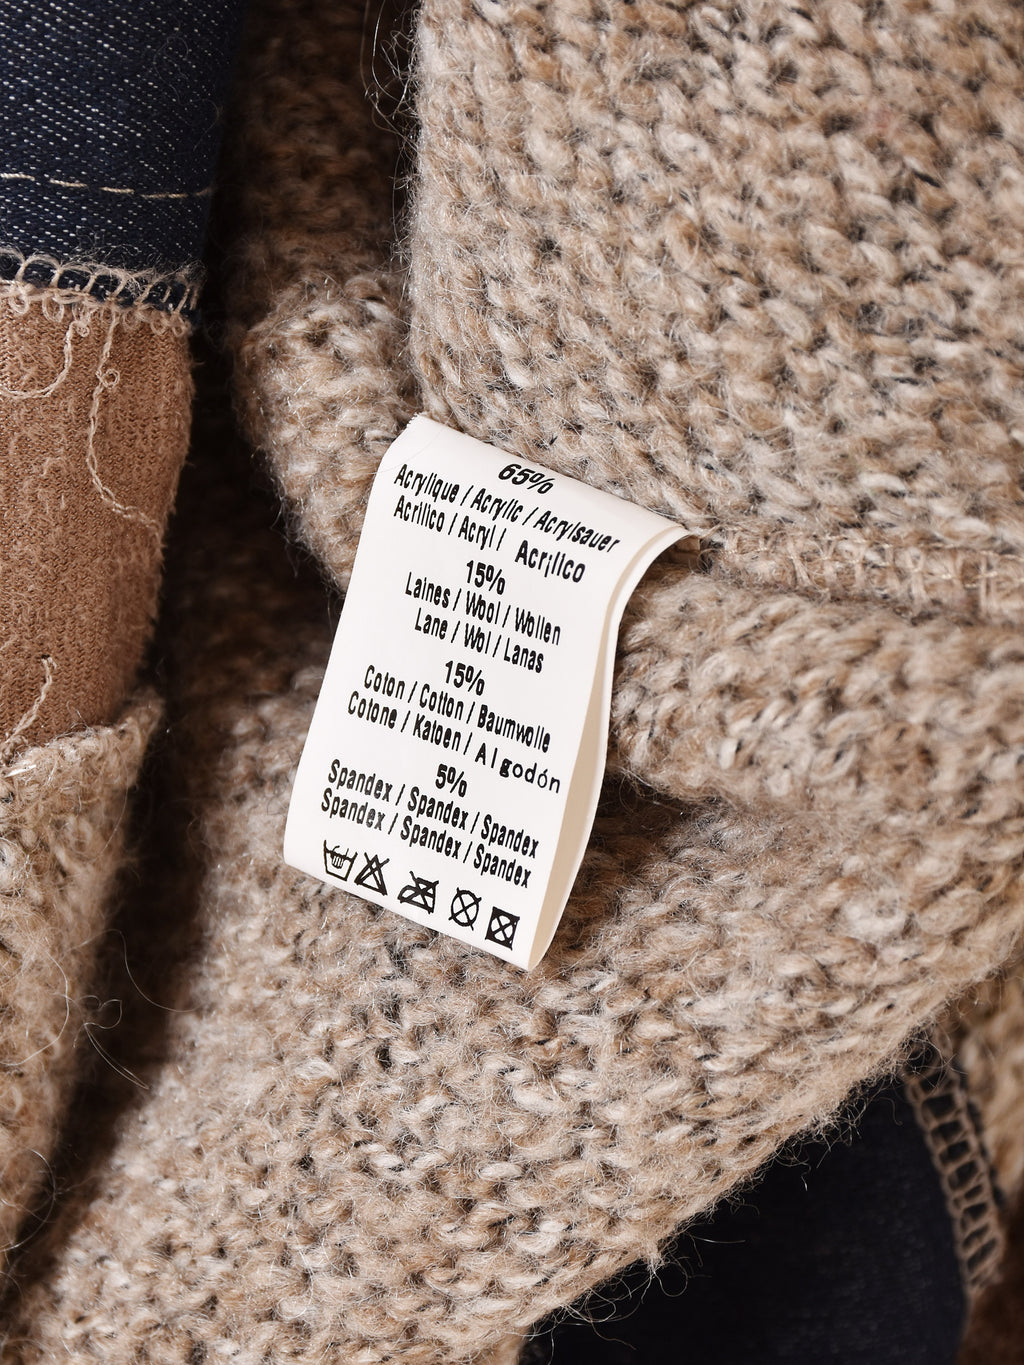 65%
Acrylique / Acrylic / Acrylsauer
Acrilico / Acryl / Acrílico
15%
Laines / Wool / Wollen
Lane / Wol / Lanas
15%
Coton / Cotton / Baumwolle
Cotone / Katoen / Algodón
5%
Spandex / Spandex / Spandex
Spandex / Spandex / Spandex